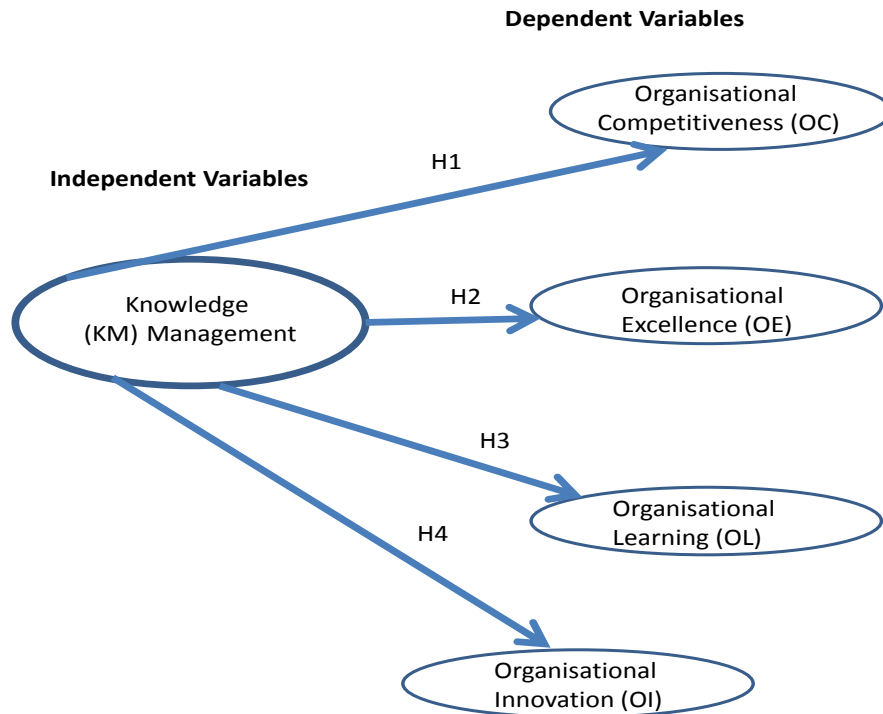 Dependent Variables
Organisational
Competitiveness (OC)
H1
Independent Variables
Knowledge
(KM) Management
H2
Organisational
Excellence (OE)
H3
Organisational
Learning (OL)
H4
Organisational
Innovation (OI)